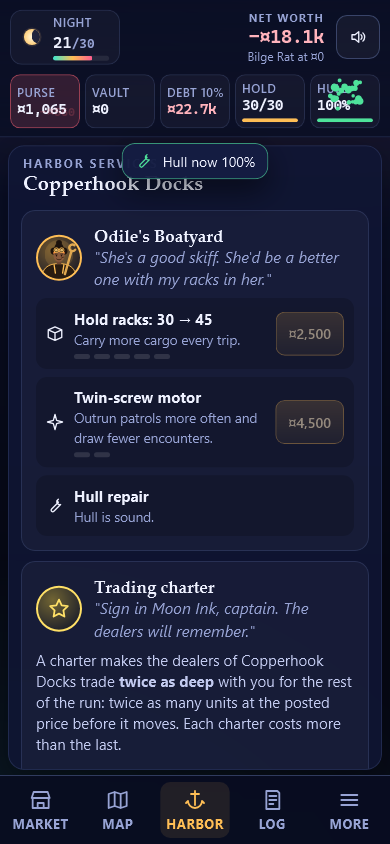 NIGHT
21/30
NET WORTH
−¤18.1k
Bilge Rat at ¤0
PURSE
¤1,065
VAULT
¤0
DEBT 10%
¤22.7k
HOLD
30/30
100%
Hull now 100%
HARBOR
Copperhook Docks
Odile's Boatyard
"She's a good skiff. She'd be a better
one with my racks in her."
Hold racks: 30 → 45
Carry more cargo every trip.
¤2,500
Twin-screw motor
Outrun patrols more often and
draw fewer encounters.
¤4,500
Hull repair
Hull is sound.
Trading charter
"Sign in Moon Ink, captain. The
dealers will remember."
A charter makes the dealers of Copperhook
Docks trade twice as deep with you for the rest
of the run: twice as many units at the posted
price before it moves. Each charter costs more
than the last.
MARKET
MAP
HARBOR
LOG
MORE